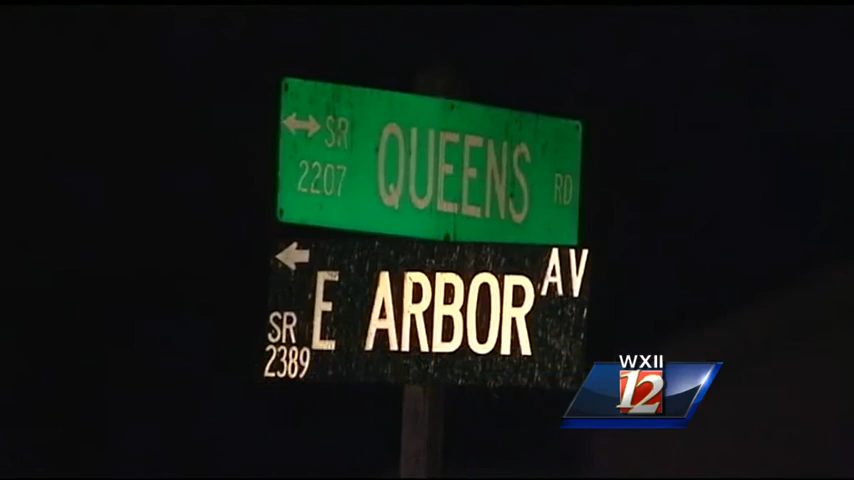 SR QUEENS RD
2207
E ARBOR AV
SR
2389
WXII
12